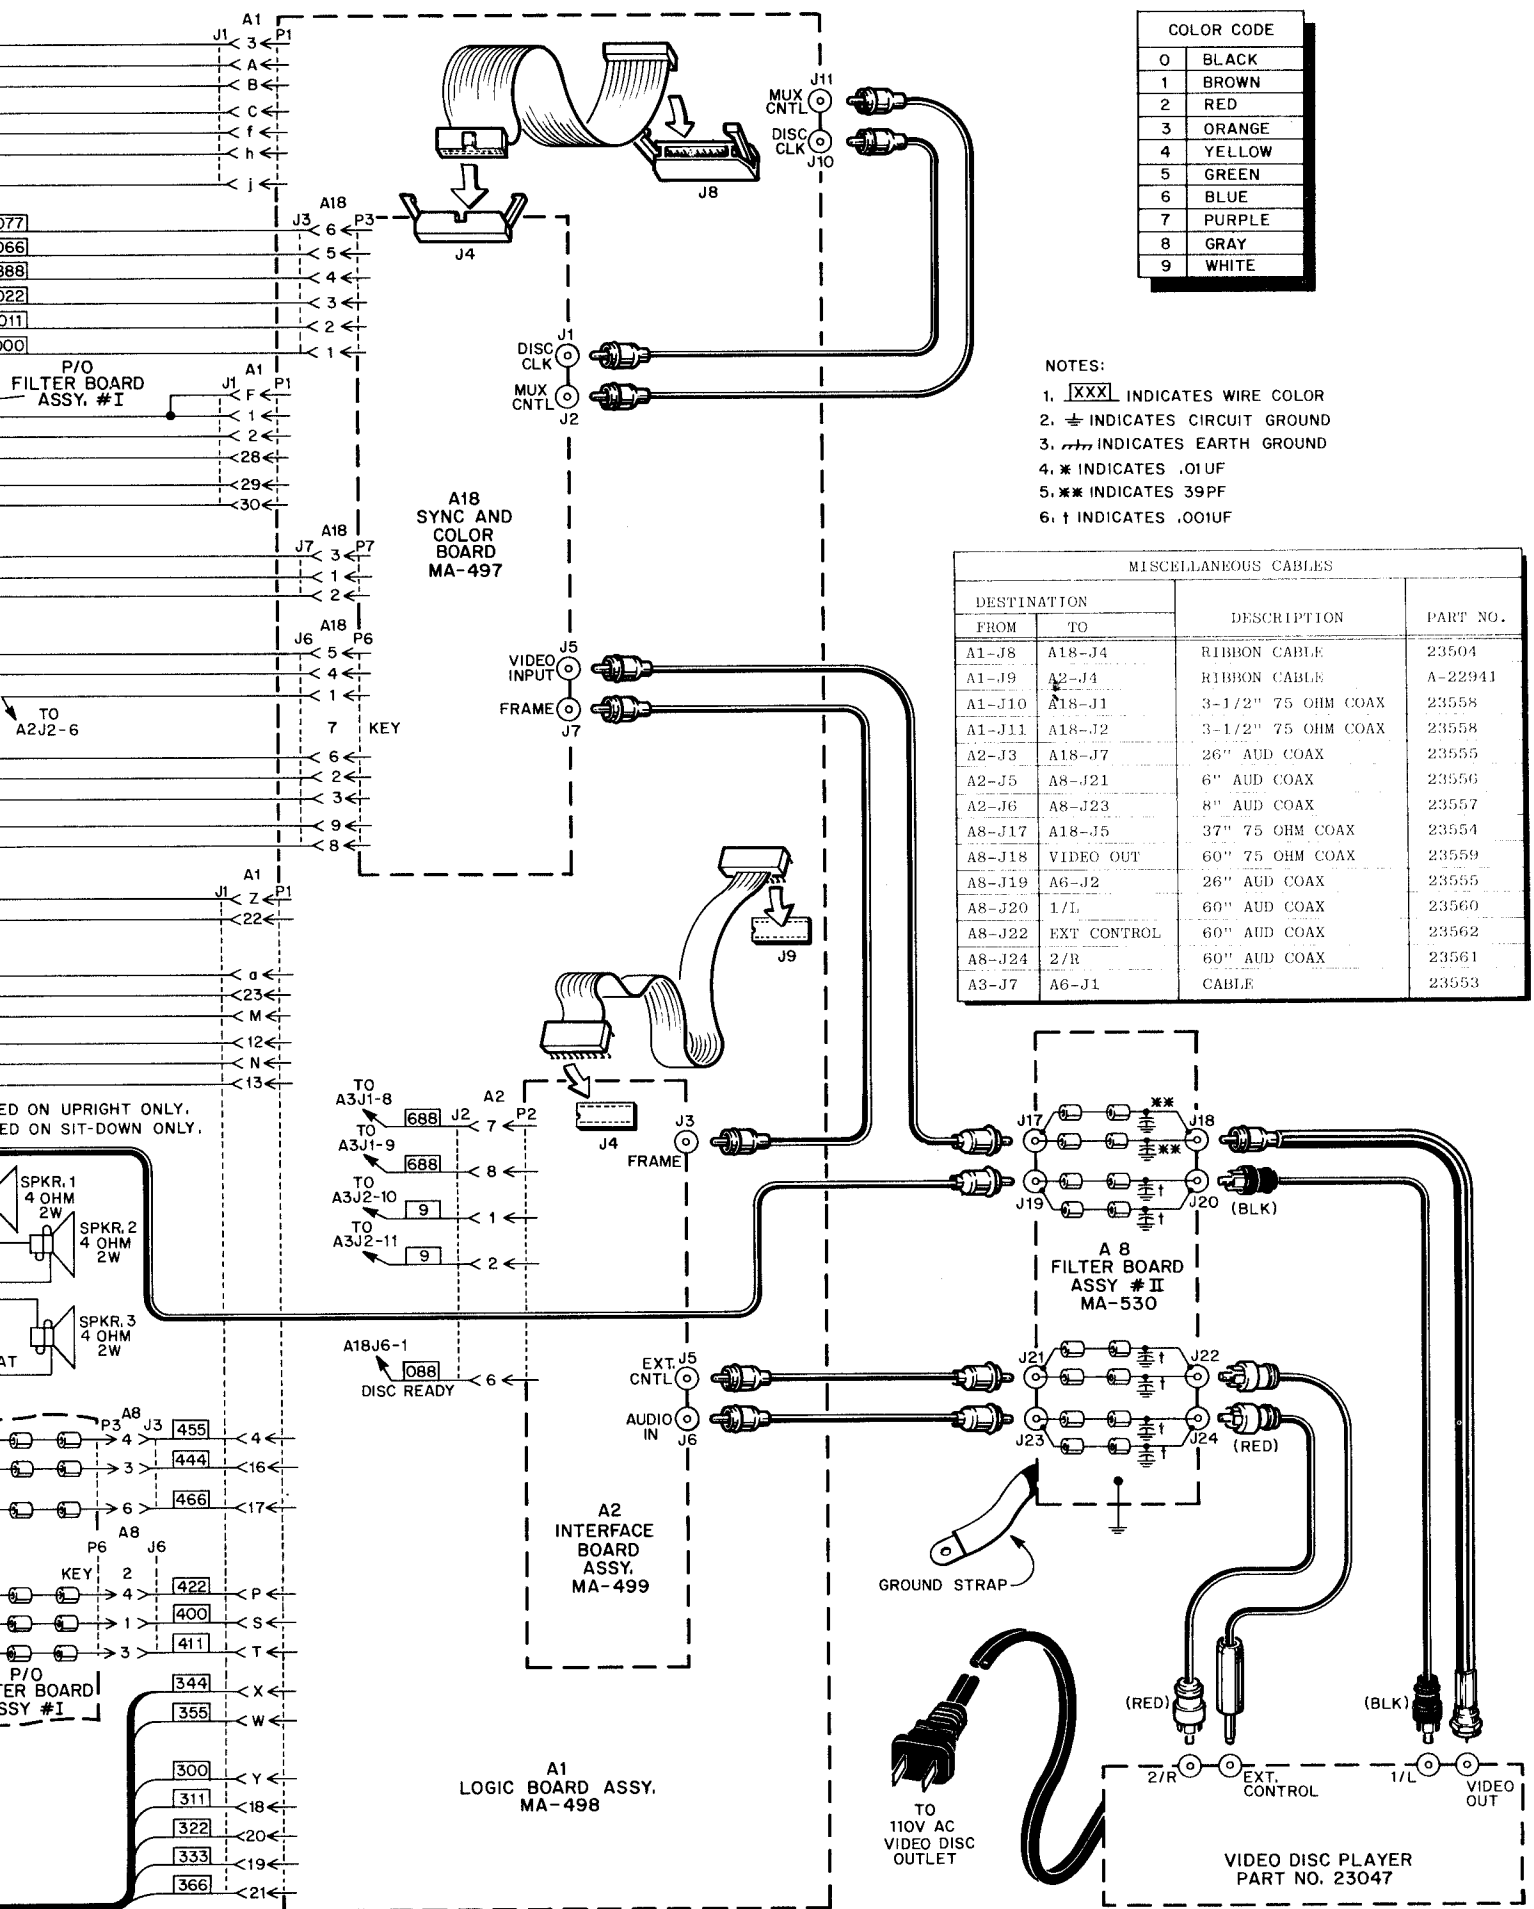 A1
J1 3 P1
A
B
C
f
h
j
077
066
888
022
011
000
A18
J3 6 P3
5
4
3
2
1
P/O
FILTER BOARD
ASSY. #I
A1
J1 F P1
1
2
28
29
30
A18
J7 3 P7
1
2
A18
J6 5 P6
4
1
7 KEY
6
2
3
9
8
TO
A2J2-6
A1
J1 Z P1
22
a
23
M
12
N
13
ED ON UPRIGHT ONLY.
ED ON SIT-DOWN ONLY.
SPKR. 1
4 OHM
2W
SPKR. 2
4 OHM
2W
SPKR. 3
4 OHM
2W
AT
A8
P3 4 J3 455 4
3 444 16
6 466 17
A8
P6 J6
KEY 2
4 422 P
1 400 S
3 411 T
P/O
TER BOARD
SSY #I
344 X
355 W
300 Y
311 18
322 20
333 19
366 21
J4
J8
J11
MUX
CNTL
DISC
CLK
J10
J1
DISC
CLK
MUX
CNTL
J2
A18
SYNC AND
COLOR
BOARD
MA-497
J5
VIDEO
INPUT
FRAME
J7
J9
J4
TO
A3J1-8
688 J2 A2 7 P2
TO
A3J1-9
688 8
TO
A3J2-10
9 1
TO
A3J2-11
9 2
A18J6-1
088 6
DISC READY
J3
FRAME
EXT. J5
CNTL
AUDIO
IN J6
A2
INTERFACE
BOARD
ASSY.
MA-499
A1
LOGIC BOARD ASSY.
MA-498
COLOR CODE
0 BLACK
1 BROWN
2 RED
3 ORANGE
4 YELLOW
5 GREEN
6 BLUE
7 PURPLE
8 GRAY
9 WHITE
NOTES:
1. XXX INDICATES WIRE COLOR
2. ⏚ INDICATES CIRCUIT GROUND
3. INDICATES EARTH GROUND
4. * INDICATES .01UF
5. ** INDICATES 39PF
6. † INDICATES .001UF
MISCELLANEOUS CABLES
DESTINATION
FROM TO DESCRIPTION PART NO.
A1-J8 A18-J4 RIBBON CABLE 23504
A1-J9 A2-J4 RIBBON CABLE A-22941
A1-J10 A18-J1 3-1/2" 75 OHM COAX 23558
A1-J11 A18-J2 3-1/2" 75 OHM COAX 23558
A2-J3 A18-J7 26" AUD COAX 23555
A2-J5 A8-J21 6" AUD COAX 23556
A2-J6 A8-J23 8" AUD COAX 23557
A8-J17 A18-J5 37" 75 OHM COAX 23554
A8-J18 VIDEO OUT 60" 75 OHM COAX 23559
A8-J19 A6-J2 26" AUD COAX 23555
A8-J20 1/L 60" AUD COAX 23560
A8-J22 EXT CONTROL 60" AUD COAX 23562
A8-J24 2/R 60" AUD COAX 23561
A3-J7 A6-J1 CABLE 23553
J17 ** J18
**
J19 † J20
†
(BLK)
A 8
FILTER BOARD
ASSY #II
MA-530
J21 † J22
†
J23 † J24
†
(RED)
GROUND STRAP
(RED)
(BLK)
TO
110V AC
VIDEO DISC
OUTLET
2/R
EXT.
CONTROL
1/L
VIDEO
OUT
VIDEO DISC PLAYER
PART NO. 23047